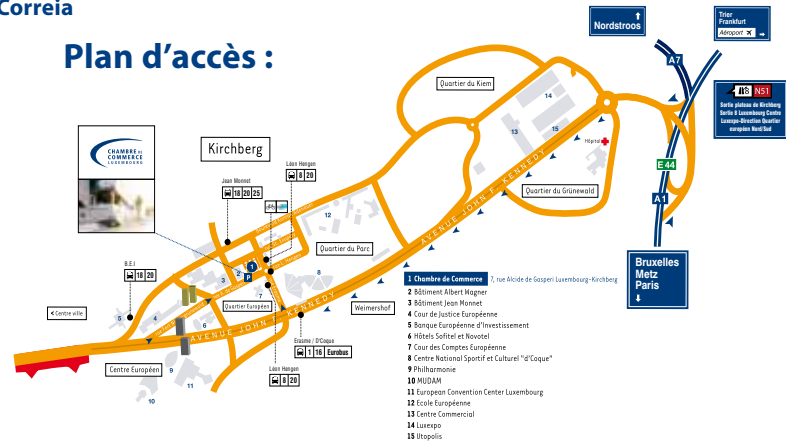 Correia
Plan d’accès :
Nordstroos
Trier
Frankfurt
Aéroport
A7
N51
Sortie plateau de Kirchberg
Sortie 8 Luxembourg Centre
Luxexpo-Direction Quartier
européen Nord/Sud
E 44
A1
Bruxelles
Metz
Paris
Quartier du Kiem
14
13
15
Hôpital
Quartier du Grünewald
CHAMBRE DE
COMMERCE
LUXEMBOURG
Kirchberg
Léon Hengen
8 20
Jean Monnet
18 20 25
12
Quartier du Parc
AVENUE JOHN F. KENNEDY
B.E.I
18 20
1
P
2
3
8
7
Quartier Européen
< Centre ville
5
4
6
Weimershof
AVENUE JOHN F. KENNEDY
Erasme / D'Coque
1 16 Eurobus
Centre Européen
9
11
10
Léon Hengen
8 20
1 Chambre de Commerce 7, rue Alcide de Gasperi Luxembourg-Kirchberg
2 Bâtiment Albert Wagner
3 Bâtiment Jean Monnet
4 Cour de Justice Européenne
5 Banque Européenne d'Investissement
6 Hôtels Sofitel et Novotel
7 Cour des Comptes Européenne
8 Centre National Sportif et Culturel "d'Coque"
9 Philharmonie
10 MUDAM
11 European Convention Center Luxembourg
12 Ecole Européenne
13 Centre Commercial
14 Luxexpo
15 Utopolis